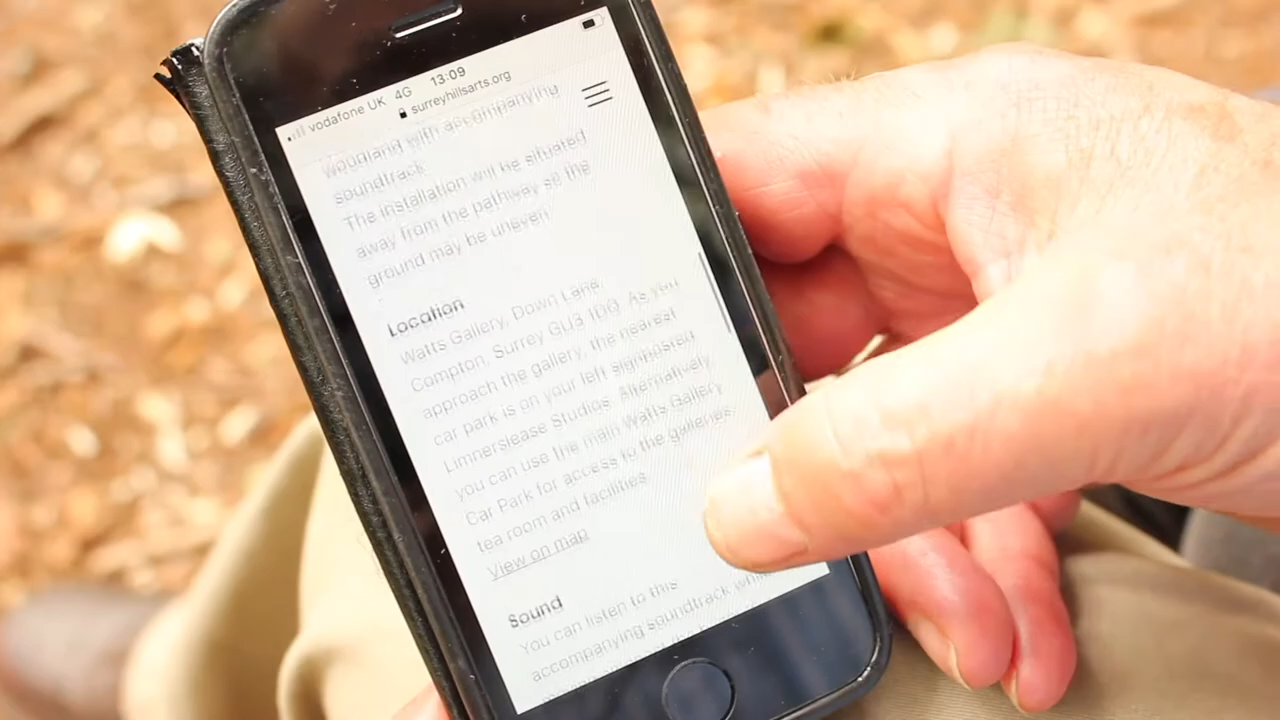 vodafone UK 4G 13:09
surreyhillsarts.org
woodland with accompanying
soundtrack.
The installation will be situated
away from the pathway so the
ground may be uneven
Location
Watts Gallery, Down Lane,
Compton, Surrey GU3 1DQ. As you
approach the gallery, the nearest
car park is on your left signposted
Limnerslease Studios. Alternatively
you can use the main Watts Gallery
Car Park for access to the galleries,
tea room and facilities
View on map
Sound
You can listen to this
accompanying soundtrack